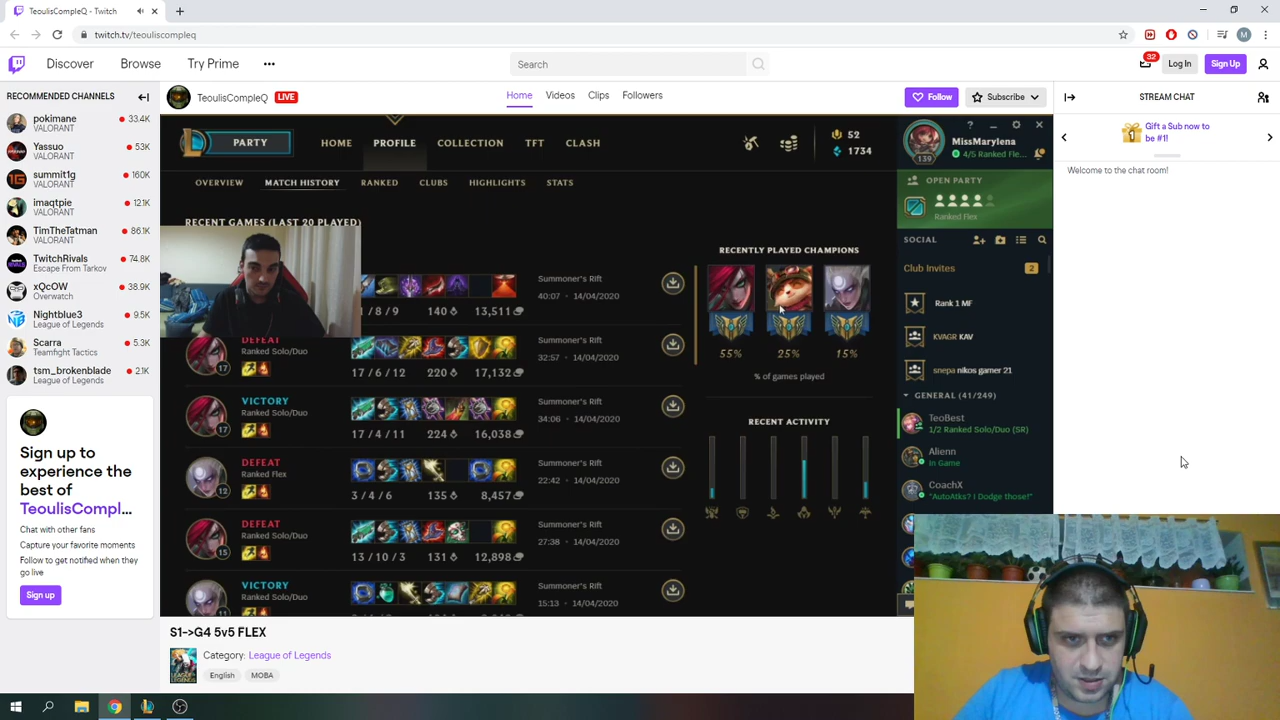 TeoulisCompleQ - Twitch
twitch.tv/teouliscompleq
Discover
Browse
Try Prime
Search
32
Log In
Sign Up
RECOMMENDED CHANNELS
pokimane
VALORANT
33.4K
Yassuo
VALORANT
53K
summit1g
VALORANT
160K
imaqtpie
VALORANT
12.1K
TimTheTatman
VALORANT
86.1K
TwitchRivals
Escape From Tarkov
74.8K
xQcOW
Overwatch
38.9K
Nightblue3
League of Legends
9.5K
Scarra
Teamfight Tactics
5.3K
tsm_brokenblade
League of Legends
2.1K
Sign up to
experience the
best of
TeoulisCompl...
Chat with other fans
Capture your favorite moments
Follow to get notified when they
go live
Sign up
TeoulisCompleQ
LIVE
Home
Videos
Clips
Followers
Follow
Subscribe
PARTY
HOME
PROFILE
COLLECTION
TFT
CLASH
52
1734
OVERVIEW
MATCH HISTORY
RANKED
CLUBS
HIGHLIGHTS
STATS
RECENT GAMES (LAST 20 PLAYED)
1 / 8 / 9 140 13,511
Summoner's Rift
40:07 • 14/04/2020
DEFEAT
Ranked Solo/Duo
17
17 / 6 / 12 220 17,132
Summoner's Rift
32:57 • 14/04/2020
VICTORY
Ranked Solo/Duo
17
17 / 4 / 11 224 16,038
Summoner's Rift
34:06 • 14/04/2020
DEFEAT
Ranked Flex
12
3 / 4 / 6 135 8,457
Summoner's Rift
22:42 • 14/04/2020
DEFEAT
Ranked Solo/Duo
15
13 / 10 / 3 131 12,898
Summoner's Rift
27:38 • 14/04/2020
VICTORY
Ranked Solo/Duo
11
Summoner's Rift
15:13 • 14/04/2020
RECENTLY PLAYED CHAMPIONS
55%
25%
15%
% of games played
RECENT ACTIVITY
MissMarylena
139
4/5 Ranked Fle...
OPEN PARTY
Ranked Flex
SOCIAL
Club Invites
2
Rank 1 MF
KVAGR KAV
snepa nikos gamer 21
GENERAL (41/249)
TeoBest
1/2 Ranked Solo/Duo (SR)
Alienn
In Game
CoachX
"AutoAtks? I Dodge those!"
S1->G4 5v5 FLEX
Category: League of Legends
English
MOBA
STREAM CHAT
Gift a Sub now to
be #1!
Welcome to the chat room!